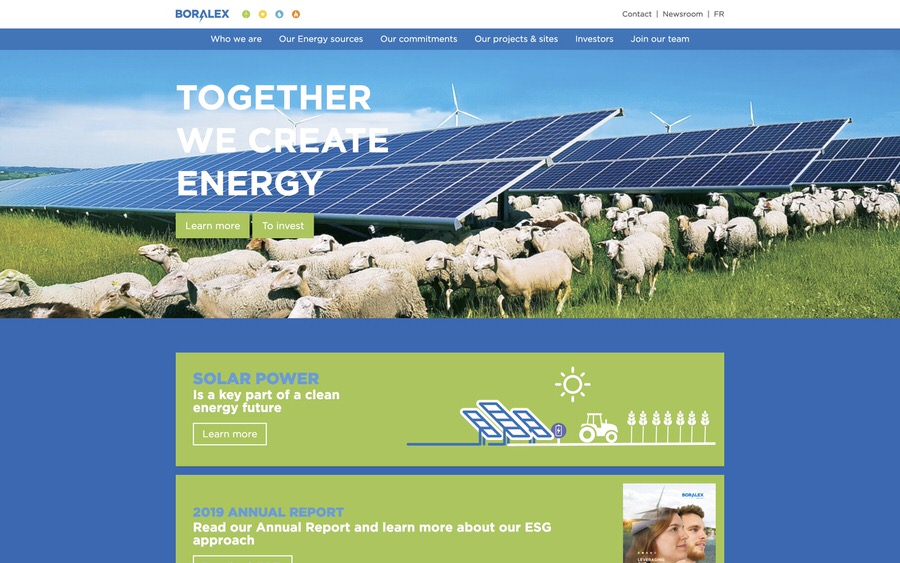 BORALEX
Contact | Newsroom | FR
Who we are Our Energy sources Our commitments Our projects & sites Investors Join our team
TOGETHER
WE CREATE
ENERGY
Learn more To invest
SOLAR POWER
Is a key part of a clean
energy future
Learn more
2019 ANNUAL REPORT
Read our Annual Report and learn more about our ESG
approach
BORALEX
LEVERAGING